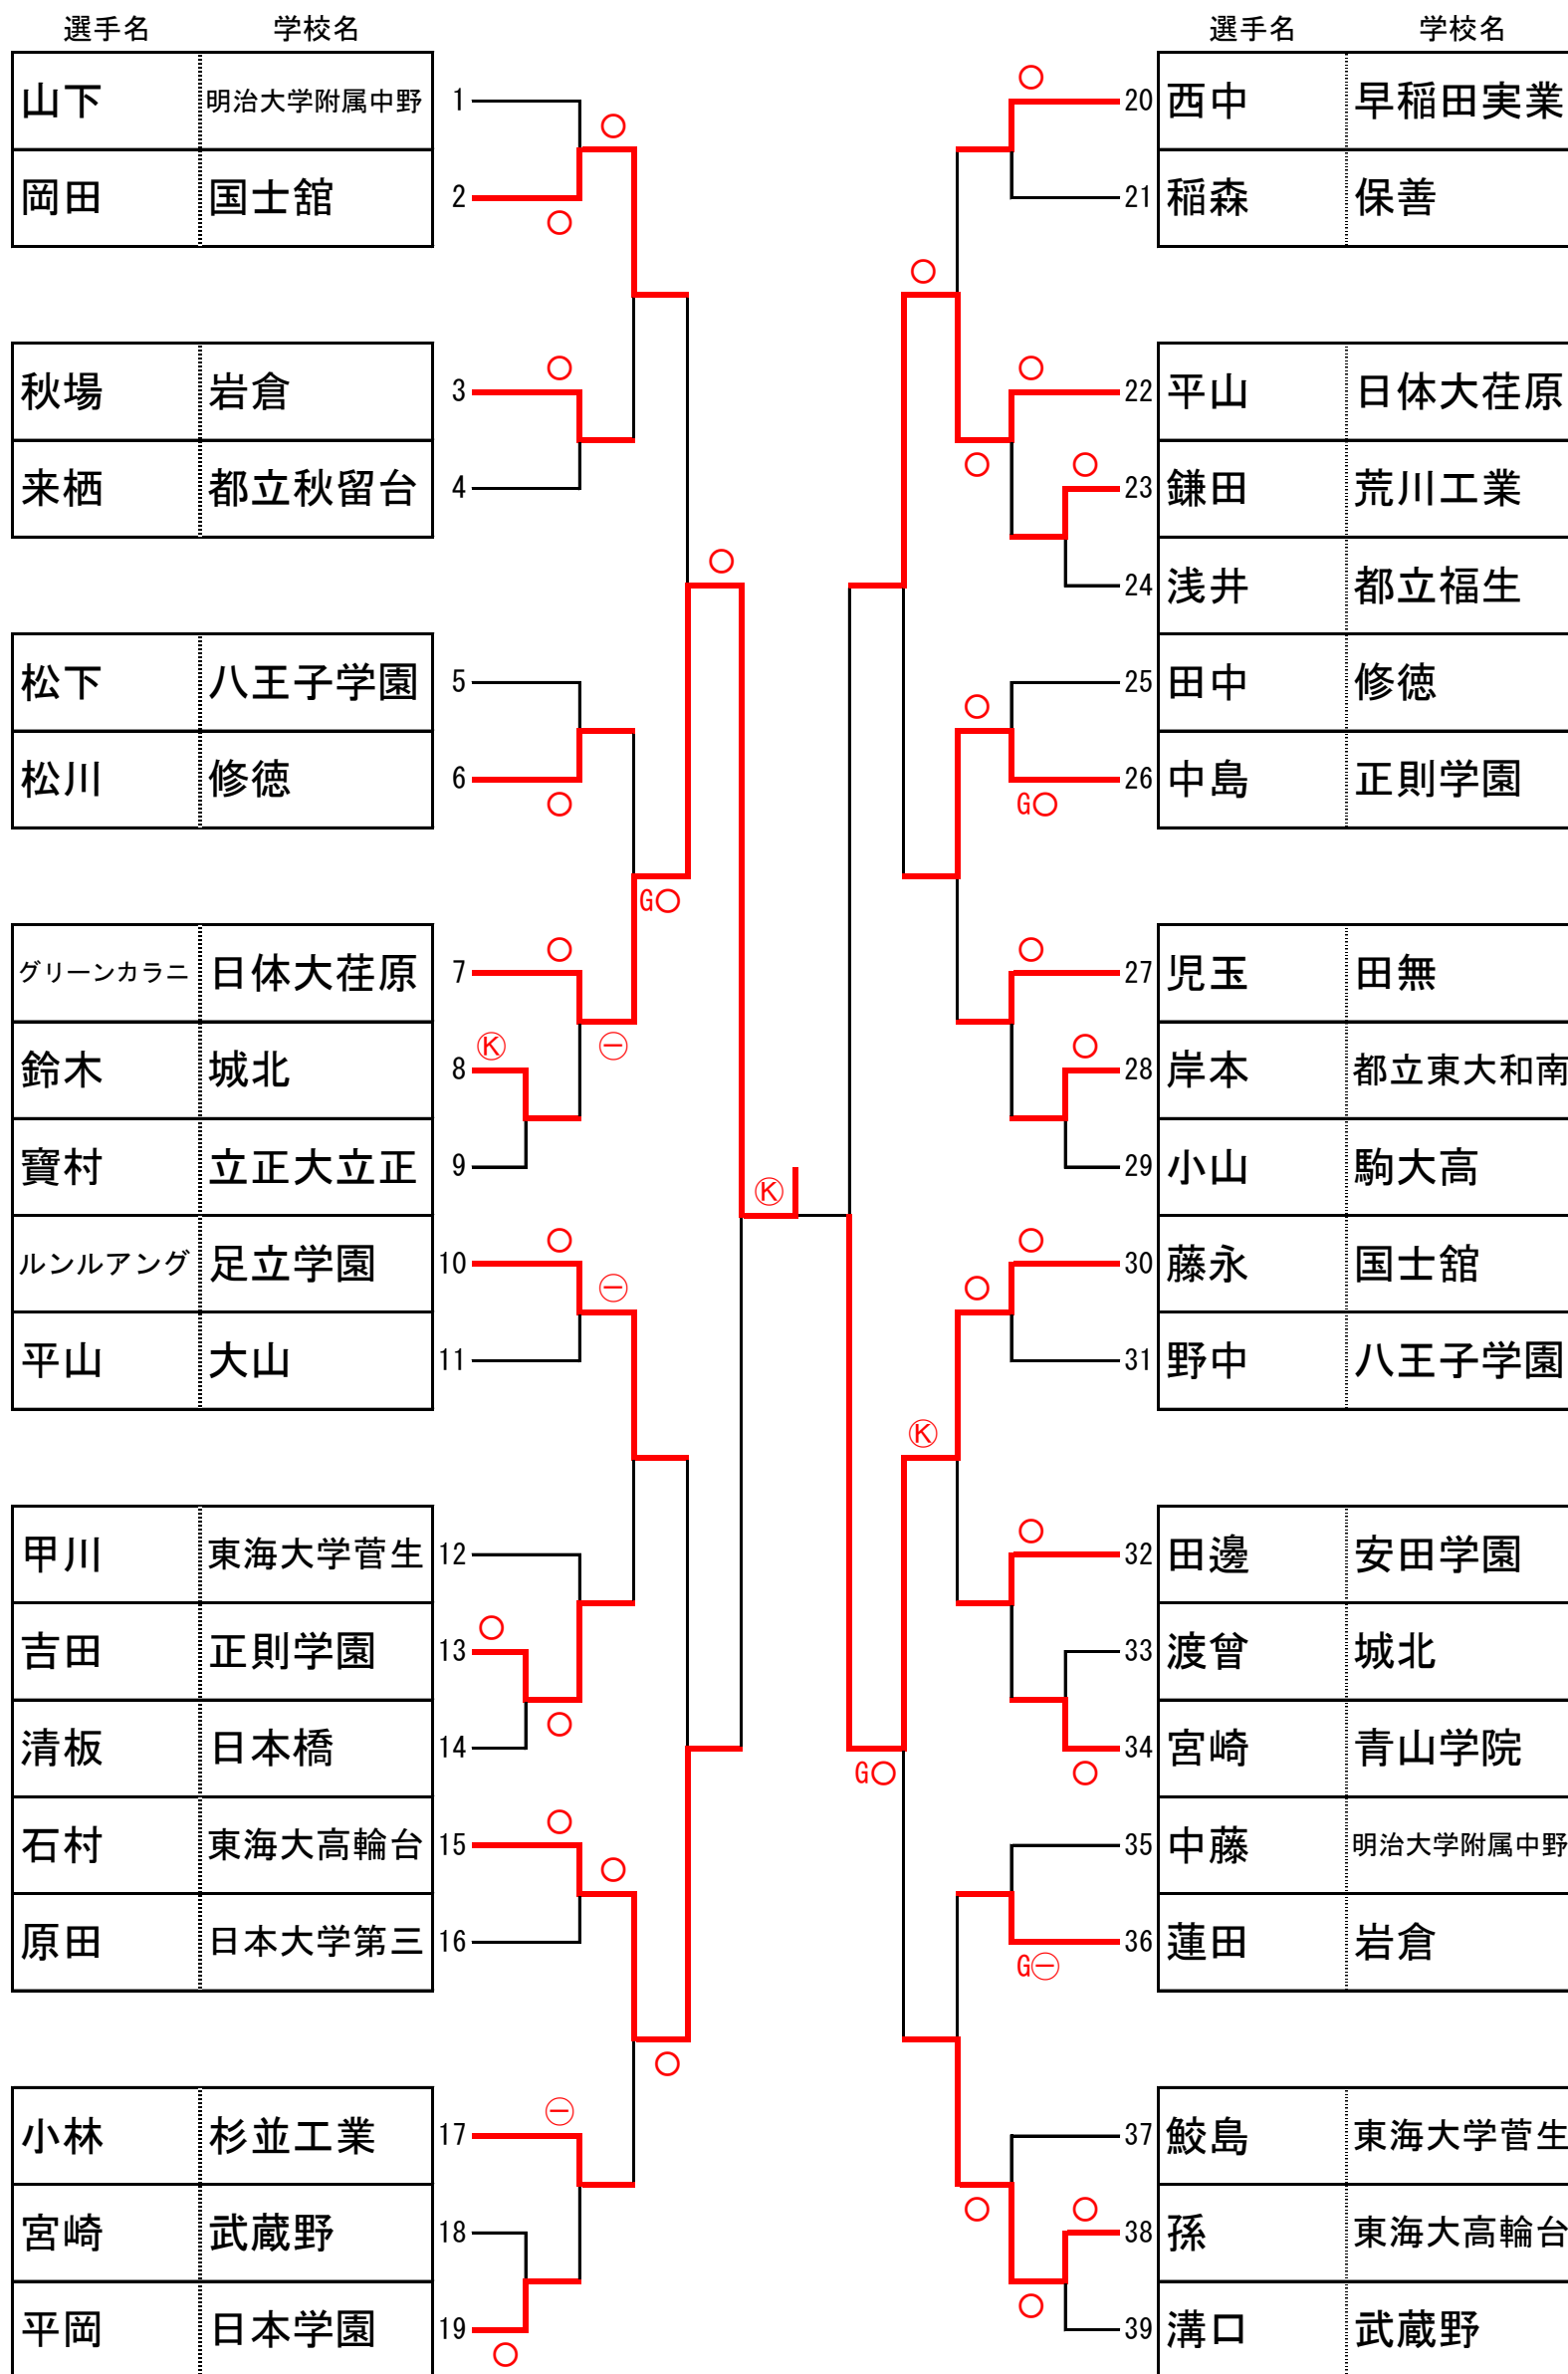 選手名 学校名
山下 明治大学附属中野 1
岡田 国士舘 2
秋場 岩倉 3
来栖 都立秋留台 4
松下 八王子学園 5
松川 修徳 6
グリーンカラニ 日体大荏原 7
鈴木 城北 8
寶村 立正大立正 9
ルンルアング 足立学園 10
平山 大山 11
甲川 東海大学菅生 12
吉田 正則学園 13
清板 日本橋 14
石村 東海大高輪台 15
原田 日本大学第三 16
小林 杉並工業 17
宮崎 武蔵野 18
平岡 日本学園 19
○
○
○
○
○
G○
○
Ⓚ
㊀
○
㊀
○
○
○
○
○
㊀
○
○
Ⓚ
選手名 学校名
20 西中 早稲田実業
21 稲森 保善
22 平山 日体大荏原
23 鎌田 荒川工業
24 浅井 都立福生
25 田中 修徳
26 中島 正則学園
27 児玉 田無
28 岸本 都立東大和南
29 小山 駒大高
30 藤永 国士舘
31 野中 八王子学園
32 田邊 安田学園
33 渡曾 城北
34 宮崎 青山学院
35 中藤 明治大学附属中野
36 蓮田 岩倉
37 鮫島 東海大学菅生
38 孫 東海大高輪台
39 溝口 武蔵野
○
○
○
○
○
○
G○
○
○
○
○
Ⓚ
○
○
G○
G㊀
○
○
○